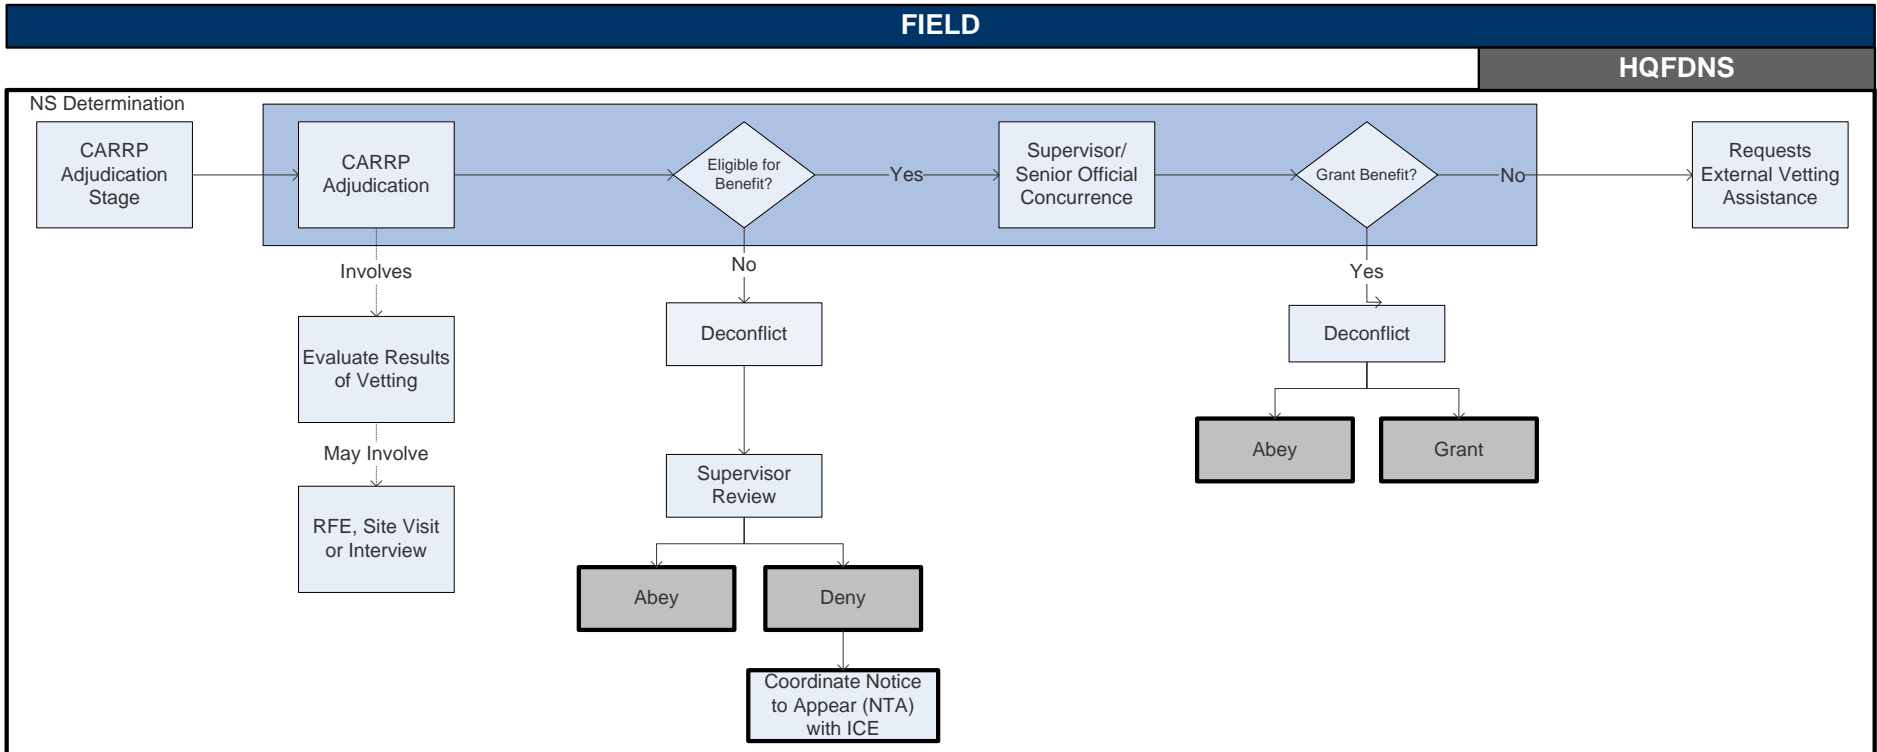 FIELD
HQFDNS
NS Determination
CARRP
Adjudication
Stage
CARRP
Adjudication
Eligible for
Benefit?
Yes
Supervisor/
Senior Official
Concurrence
Grant Benefit?
No
Requests
External Vetting
Assistance
Involves
Evaluate Results
of Vetting
May Involve
RFE, Site Visit
or Interview
No
Deconflict
Supervisor
Review
Abey
Deny
Coordinate Notice
to Appear (NTA)
with ICE
Yes
Deconflict
Abey
Grant